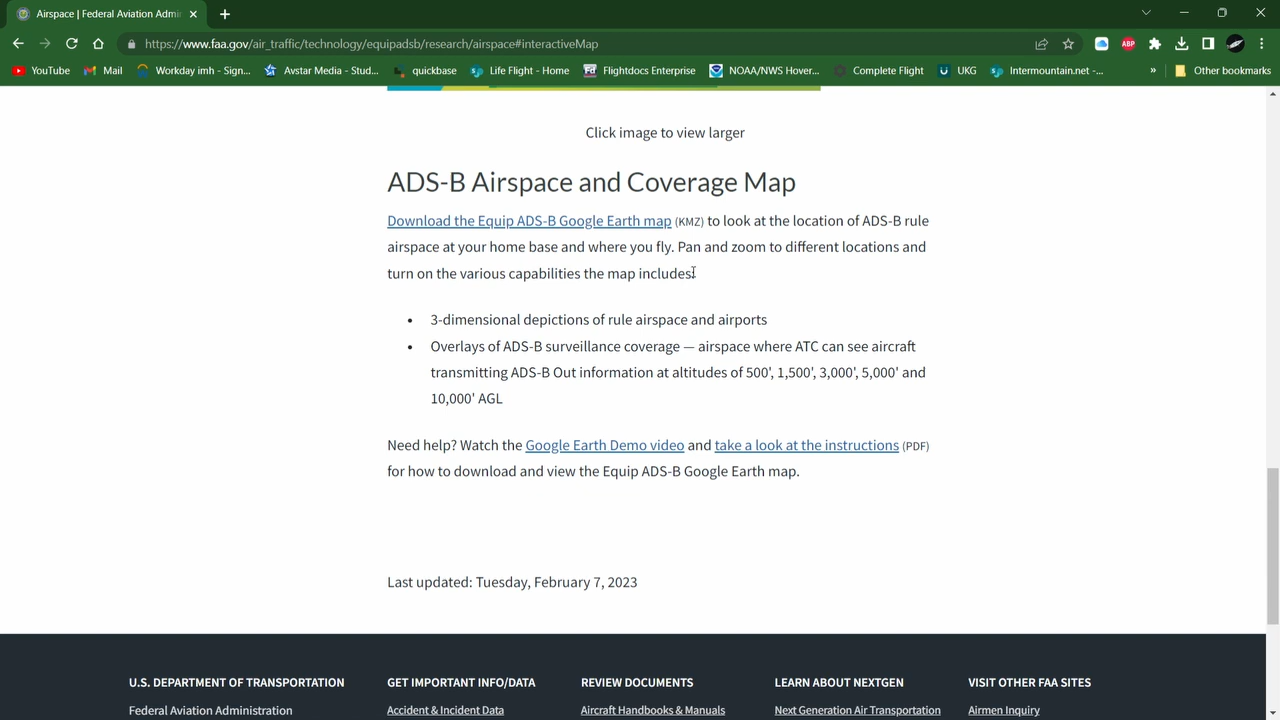 Airspace | Federal Aviation Admi
https://www.faa.gov/air_traffic/technology/equipadsb/research/airspace#interactiveMap
ABP
YouTube Mail Workday imh - Sign... Avstar Media - Stud... quickbase Life Flight - Home Flightdocs Enterprise NOAA/NWS Hover... Complete Flight UKG Intermountain.net -... » Other bookmarks
Click image to view larger
ADS-B Airspace and Coverage Map
Download the Equip ADS-B Google Earth map (KMZ) to look at the location of ADS-B rule
airspace at your home base and where you fly. Pan and zoom to different locations and
turn on the various capabilities the map includes:
• 3-dimensional depictions of rule airspace and airports
• Overlays of ADS-B surveillance coverage — airspace where ATC can see aircraft
transmitting ADS-B Out information at altitudes of 500', 1,500', 3,000', 5,000' and
10,000' AGL
Need help? Watch the Google Earth Demo video and take a look at the instructions (PDF)
for how to download and view the Equip ADS-B Google Earth map.
Last updated: Tuesday, February 7, 2023
U.S. DEPARTMENT OF TRANSPORTATION GET IMPORTANT INFO/DATA REVIEW DOCUMENTS LEARN ABOUT NEXTGEN VISIT OTHER FAA SITES
Federal Aviation Administration Accident & Incident Data Aircraft Handbooks & Manuals Next Generation Air Transportation Airmen Inquiry